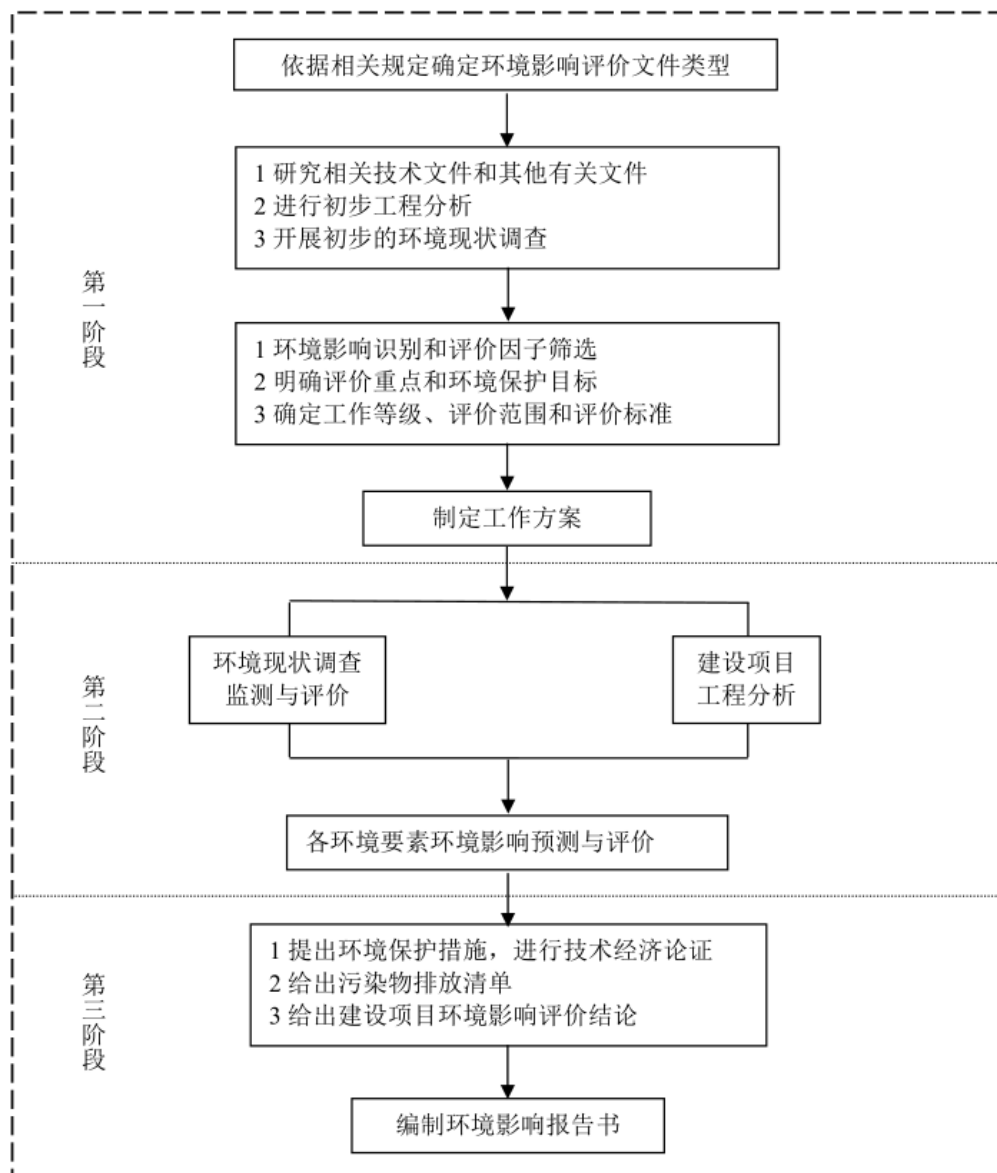 依据相关规定确定环境影响评价文件类型
1 研究相关技术文件和其他有关文件
2 进行初步工程分析
3 开展初步的环境现状调查
第一阶段
1 环境影响识别和评价因子筛选
2 明确评价重点和环境保护目标
3 确定工作等级、评价范围和评价标准
制定工作方案
第二阶段
环境现状调查
监测与评价
建设项目
工程分析
各环境要素环境影响预测与评价
第三阶段
1 提出环境保护措施，进行技术经济论证
2 给出污染物排放清单
3 给出建设项目环境影响评价结论
编制环境影响报告书